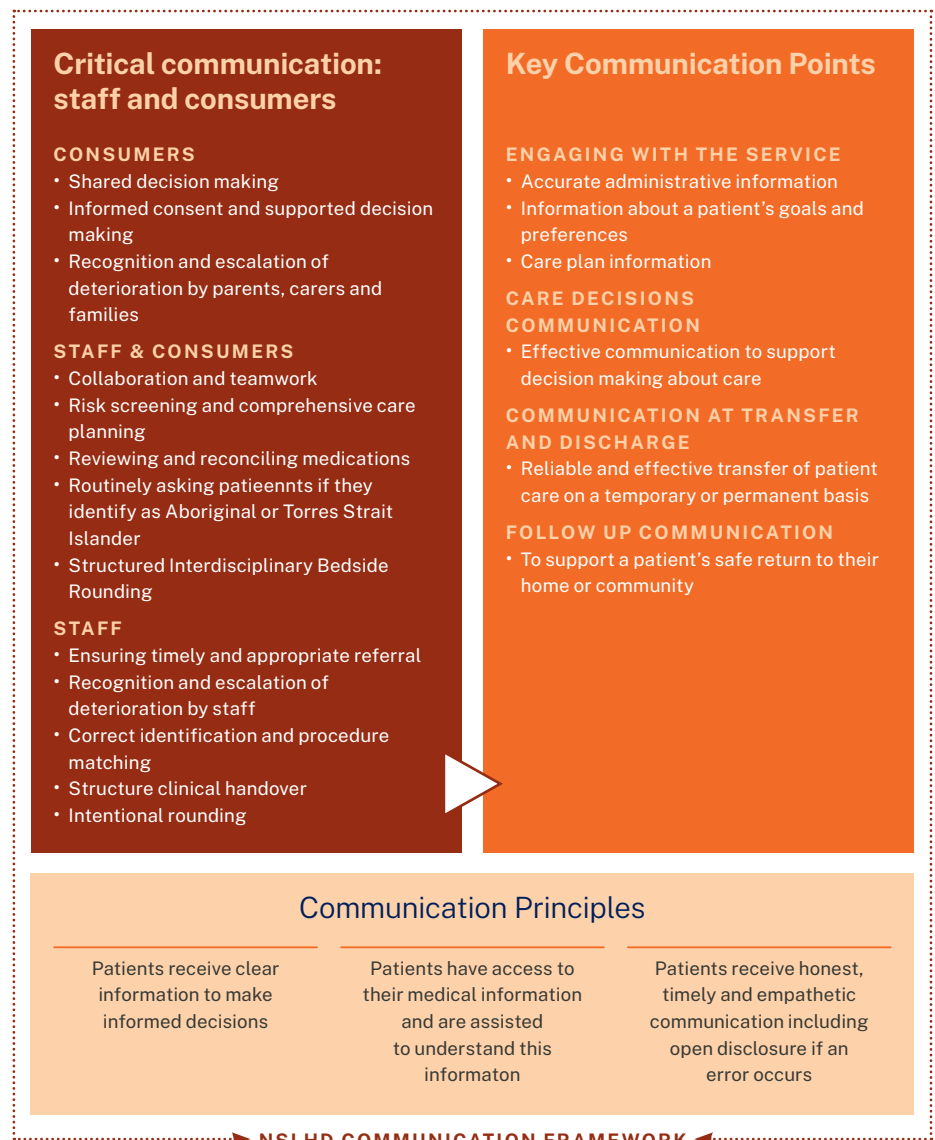 Critical communication:
staff and consumers
CONSUMERS
• Shared decision making
• Informed consent and supported decision
making
• Recognition and escalation of
deterioration by parents, carers and
families
STAFF & CONSUMERS
• Collaboration and teamwork
• Risk screening and comprehensive care
planning
• Reviewing and reconciling medications
• Routinely asking patieennts if they
identify as Aboriginal or Torres Strait
Islander
• Structured Interdisciplinary Bedside
Rounding
STAFF
• Ensuring timely and appropriate referral
• Recognition and escalation of
deterioration by staff
• Correct identification and procedure
matching
• Structure clinical handover
• Intentional rounding
Key Communication Points
ENGAGING WITH THE SERVICE
• Accurate administrative information
• Information about a patient’s goals and
preferences
• Care plan information
CARE DECISIONS
COMMUNICATION
• Effective communication to support
decision making about care
COMMUNICATION AT TRANSFER
AND DISCHARGE
• Reliable and effective transfer of patient
care on a temporary or permanent basis
FOLLOW UP COMMUNICATION
• To support a patient’s safe return to their
home or community
Communication Principles
Patients receive clear
information to make
informed decisions
Patients have access to
their medical information
and are assisted
to understand this
informaton
Patients receive honest,
timely and empathetic
communication including
open disclosure if an
error occurs
NSLHD COMMUNICATION FRAMEWORK